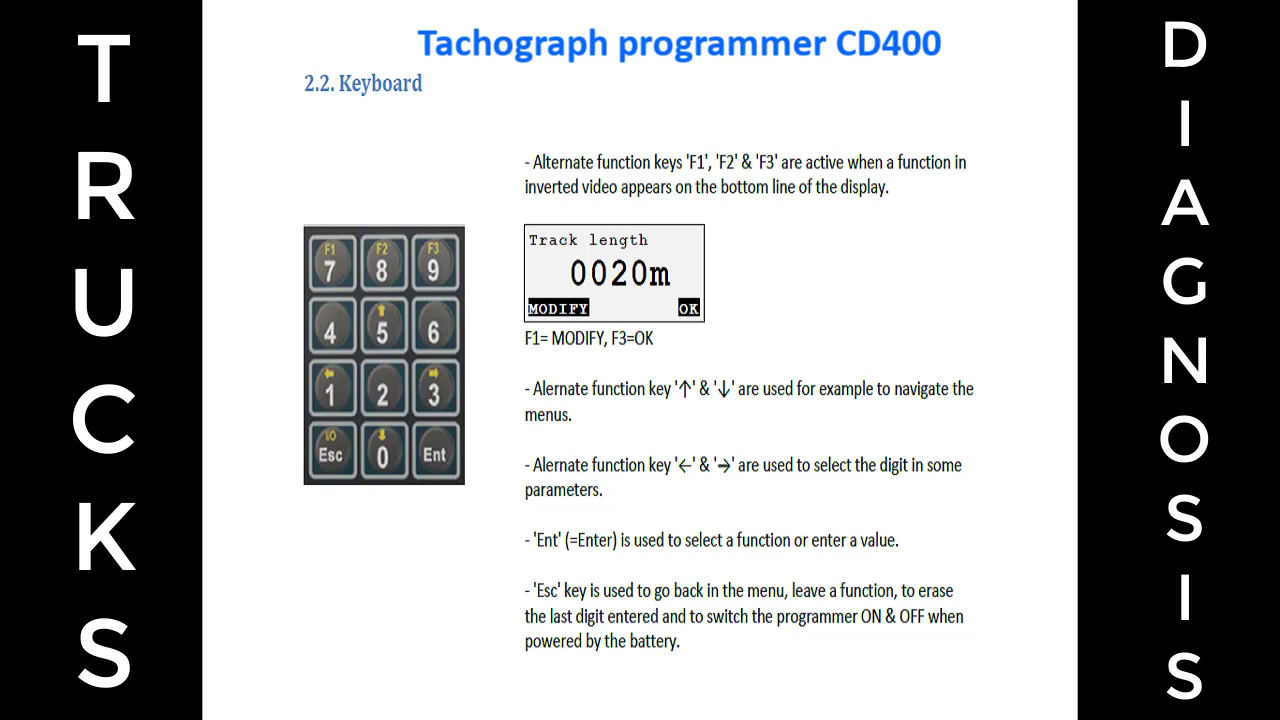 TRUCKS
Tachograph programmer CD400
2.2. Keyboard
- Alternate function keys 'F1', 'F2' & 'F3' are active when a function in
inverted video appears on the bottom line of the display.
F1 F2 F3
7 8 9
4 5 6
1 2 3
I/O
Esc 0 Ent
Track length
0020m
MODIFY OK
F1= MODIFY, F3=OK
- Alernate function key '↑' & '↓' are used for example to navigate the
menus.
- Alernate function key '←' & '→' are used to select the digit in some
parameters.
- 'Ent' (=Enter) is used to select a function or enter a value.
- 'Esc' key is used to go back in the menu, leave a function, to erase
the last digit entered and to switch the programmer ON & OFF when
powered by the battery.
DIAGNOSIS